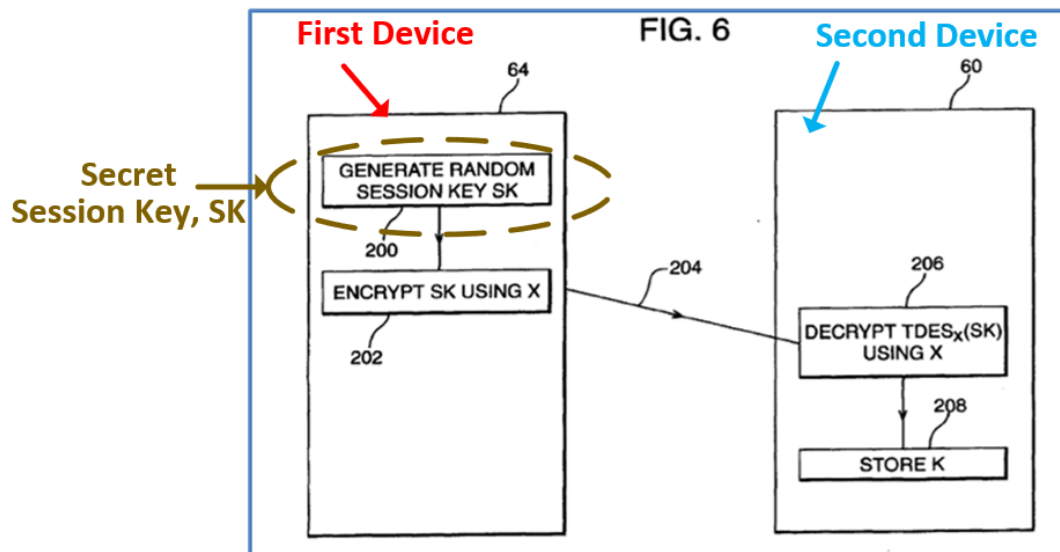 First Device
FIG. 6
Second Device
64
60
Secret
Session Key, SK
GENERATE RANDOM
SESSION KEY SK
200
ENCRYPT SK USING X
202
204
206
DECRYPT TDESX(SK)
USING X
208
STORE K